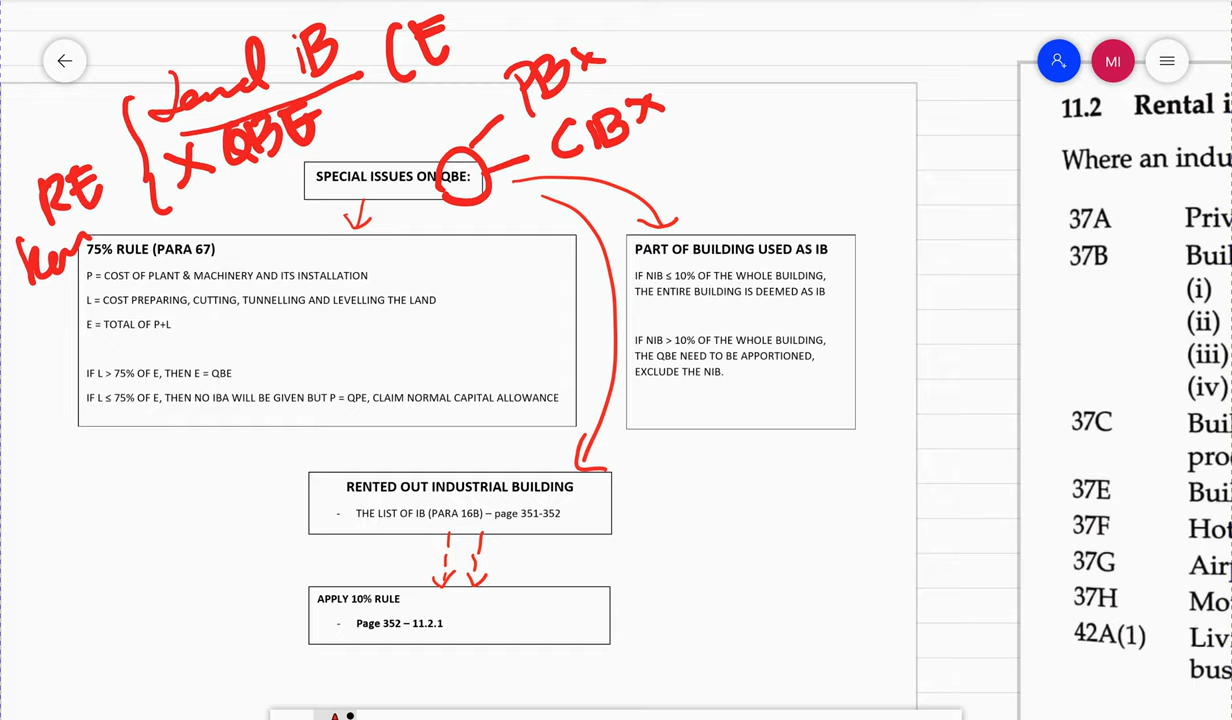 Land IB CE
X QBE
PBx
CIBx
RE
MI
SPECIAL ISSUES ON QBE:
75% RULE (PARA 67)
P = COST OF PLANT & MACHINERY AND ITS INSTALLATION
L = COST PREPARING, CUTTING, TUNNELLING AND LEVELLING THE LAND
E = TOTAL OF P+L
IF L > 75% OF E, THEN E = QBE
IF L ≤ 75% OF E, THEN NO IBA WILL BE GIVEN BUT P = QPE, CLAIM NORMAL CAPITAL ALLOWANCE
PART OF BUILDING USED AS IB
IF NIB ≤ 10% OF THE WHOLE BUILDING,
THE ENTIRE BUILDING IS DEEMED AS IB
IF NIB > 10% OF THE WHOLE BUILDING,
THE QBE NEED TO BE APPORTIONED,
EXCLUDE THE NIB.
RENTED OUT INDUSTRIAL BUILDING
- THE LIST OF IB (PARA 16B) – page 351-352
APPLY 10% RULE
- Page 352 – 11.2.1
11.2 Rental i
Where an indu
37A Priv
37B Buil
(i)
(ii)
(iii)
(iv)
37C Buil
pro
37E Buil
37F Hot
37G Airp
37H Mo
42A(1) Liv
bus